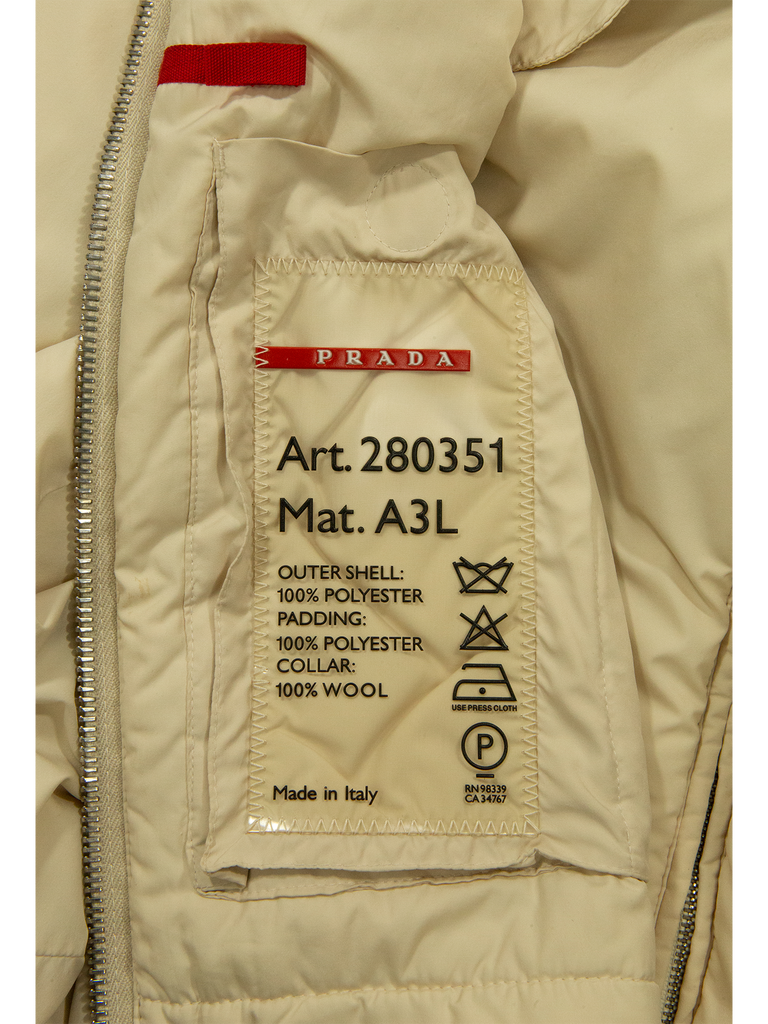 PRADA
Art. 280351
Mat. A3L
OUTER SHELL:
100% POLYESTER
PADDING:
100% POLYESTER
COLLAR:
100% WOOL
USE PRESS CLOTH
P
Made in Italy
RN 98339
CA 34767